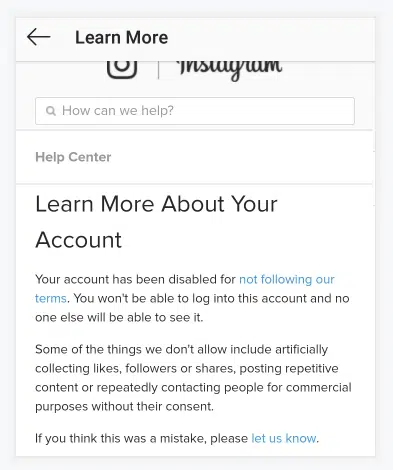 Learn More
Instagram
How can we help?
Help Center
Learn More About Your
Account
Your account has been disabled for not following our
terms. You won't be able to log into this account and no
one else will be able to see it.
Some of the things we don't allow include artificially
collecting likes, followers or shares, posting repetitive
content or repeatedly contacting people for commercial
purposes without their consent.
If you think this was a mistake, please let us know.